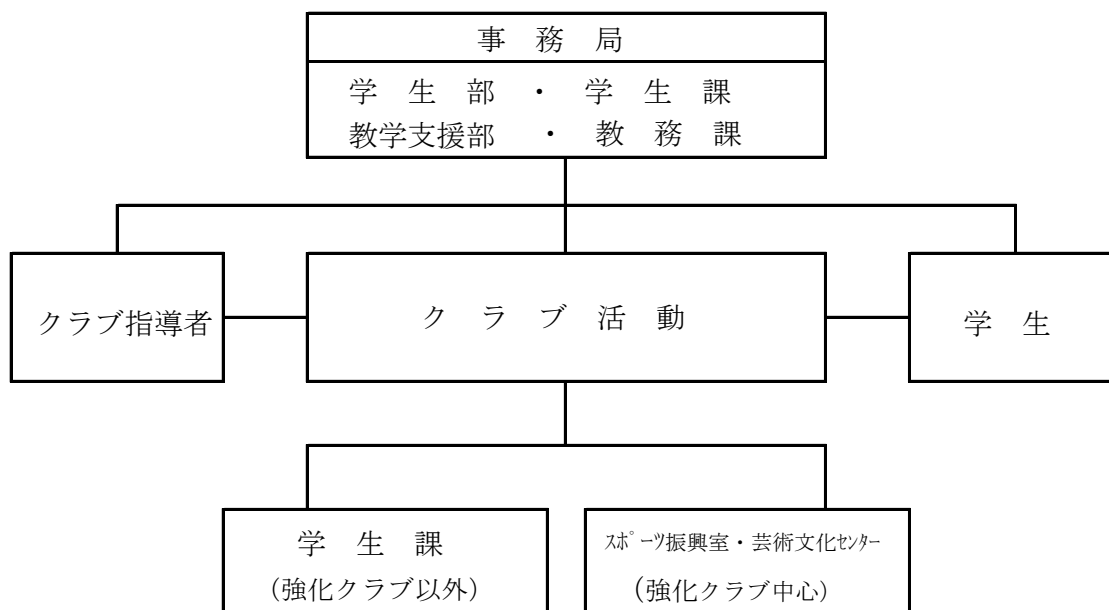 事　務　局
学　生　部　・　学　生　課
教学支援部　・　教　務　課
クラブ指導者
ク　ラ　ブ　活　動
学　生
学　生　課
(強化クラブ以外)
ｽﾎﾟｰﾂ振興室・芸術文化ｾﾝﾀｰ
(強化クラブ中心)